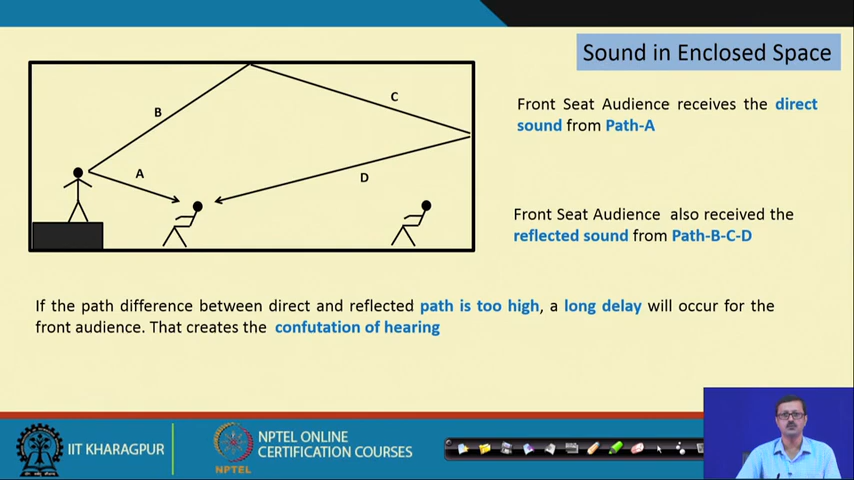 Sound in Enclosed Space
B
C
A
D
Front Seat Audience receives the direct
sound from Path-A
Front Seat Audience also received the
reflected sound from Path-B-C-D
If the path difference between direct and reflected path is too high, a long delay will occur for the
front audience. That creates the confutation of hearing
IIT KHARAGPUR
NPTEL
NPTEL ONLINE
CERTIFICATION COURSES